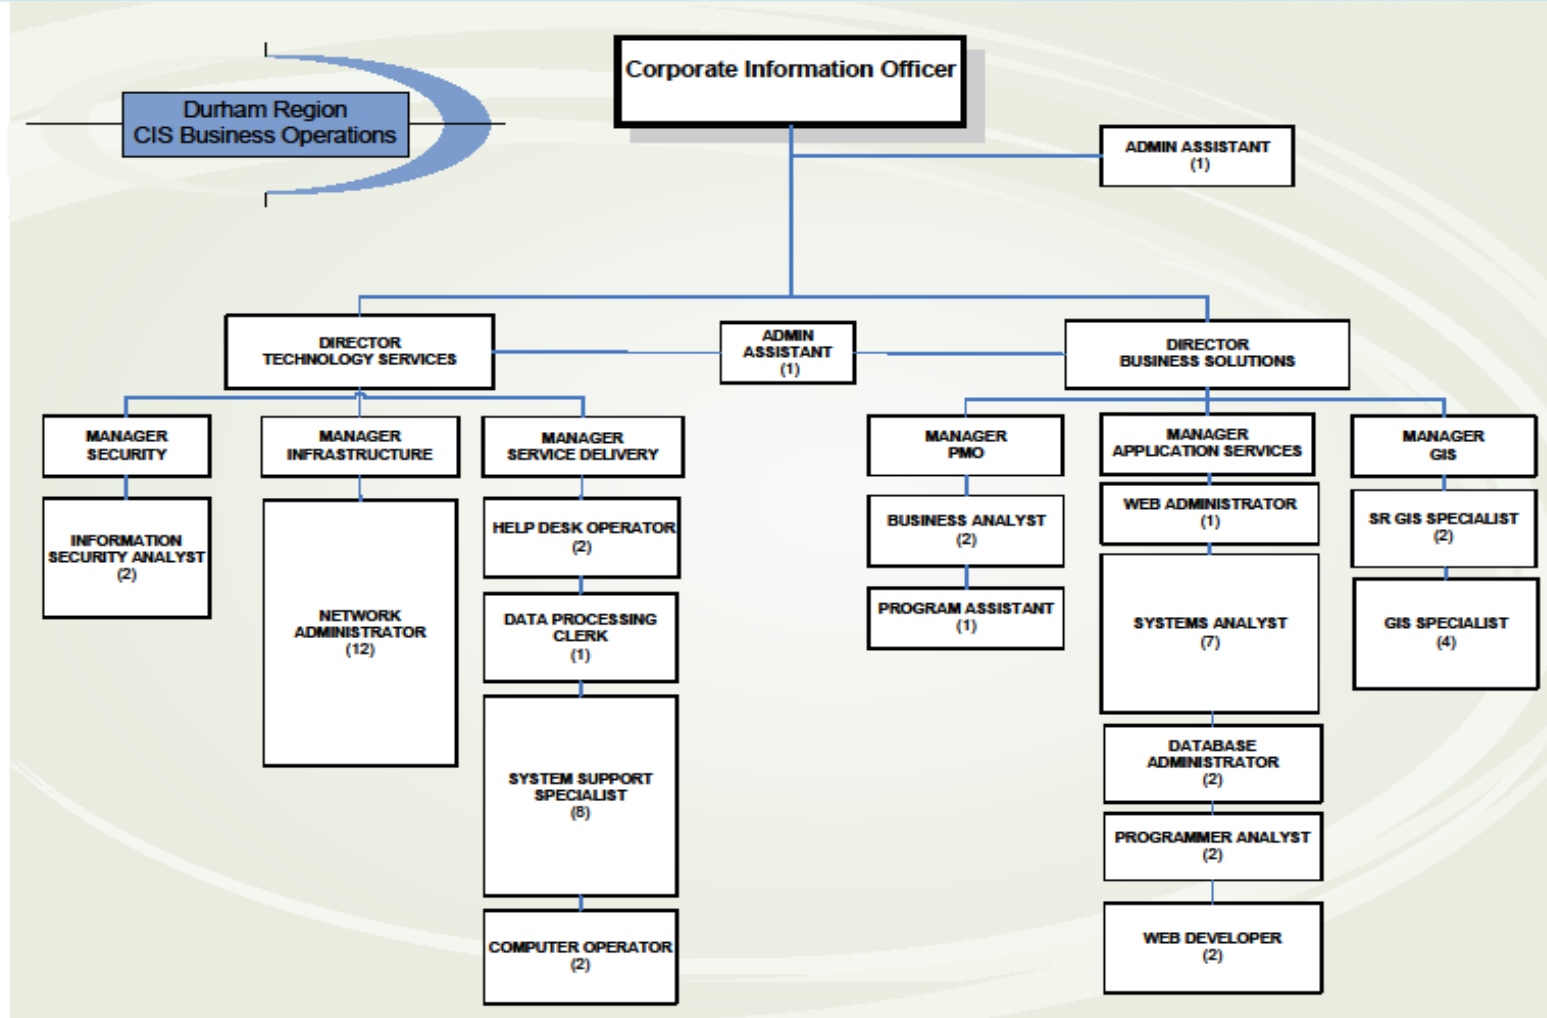 Durham Region
CIS Business Operations
Corporate Information Officer
ADMIN ASSISTANT
(1)
DIRECTOR
TECHNOLOGY SERVICES
ADMIN
ASSISTANT
(1)
DIRECTOR
BUSINESS SOLUTIONS
MANAGER
SECURITY
INFORMATION
SECURITY ANALYST
(2)
MANAGER
INFRASTRUCTURE
NETWORK
ADMINISTRATOR
(12)
MANAGER
SERVICE DELIVERY
HELP DESK OPERATOR
(2)
DATA PROCESSING
CLERK
(1)
SYSTEM SUPPORT
SPECIALIST
(8)
COMPUTER OPERATOR
(2)
MANAGER
PMO
BUSINESS ANALYST
(2)
PROGRAM ASSISTANT
(1)
MANAGER
APPLICATION SERVICES
WEB ADMINISTRATOR
(1)
SYSTEMS ANALYST
(7)
DATABASE
ADMINISTRATOR
(2)
PROGRAMMER ANALYST
(2)
WEB DEVELOPER
(2)
MANAGER
GIS
SR GIS SPECIALIST
(2)
GIS SPECIALIST
(4)